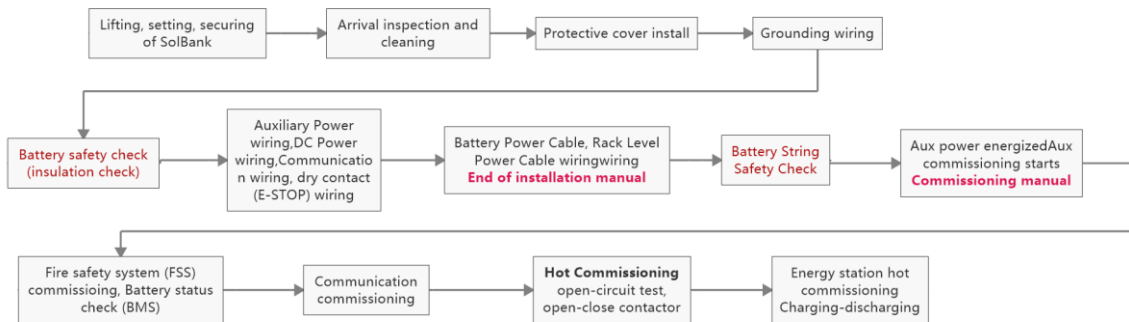 Lifting, setting, securing
of SolBank
Arrival inspection and
cleaning
Protective cover install
Grounding wiring
Battery safety check
(insulation check)
Auxiliary Power
wiring,DC Power
wiring,Communicatio
n wiring, dry contact
(E-STOP) wiring
Battery Power Cable, Rack Level
Power Cable wiringwiring
End of installation manual
Battery String
Safety Check
Aux power energizedAux
commissioning starts
Commissioning manual
Fire safety system (FSS)
commissioing, Battery status
check (BMS)
Communication
commissioning
Hot Commissioning
open-circuit test,
open-close contactor
Energy station hot
commissioning
Charging-discharging